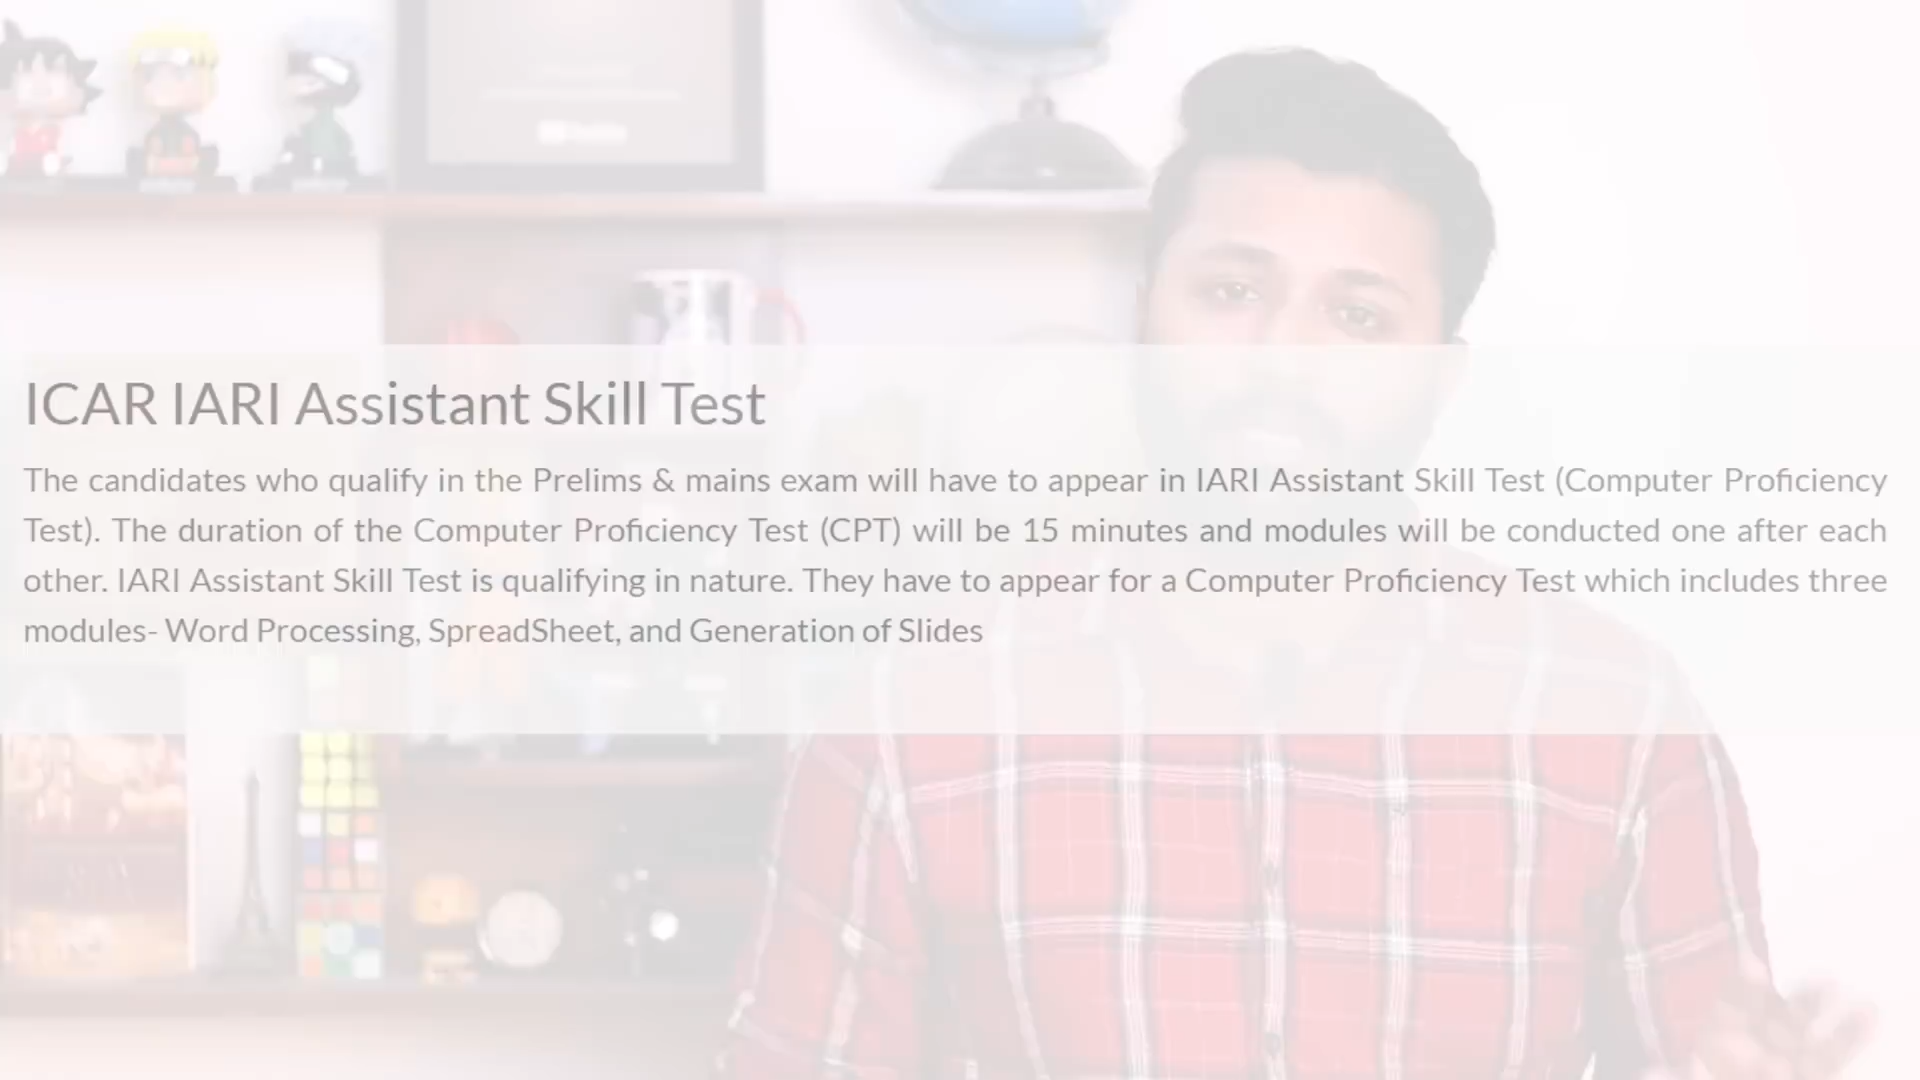 ICAR IARI Assistant Skill Test
The candidates who qualify in the Prelims & mains exam will have to appear in IARI Assistant Skill Test (Computer Proficiency
Test). The duration of the Computer Proficiency Test (CPT) will be 15 minutes and modules will be conducted one after each
other. IARI Assistant Skill Test is qualifying in nature. They have to appear for a Computer Proficiency Test which includes three
modules- Word Processing, SpreadSheet, and Generation of Slides